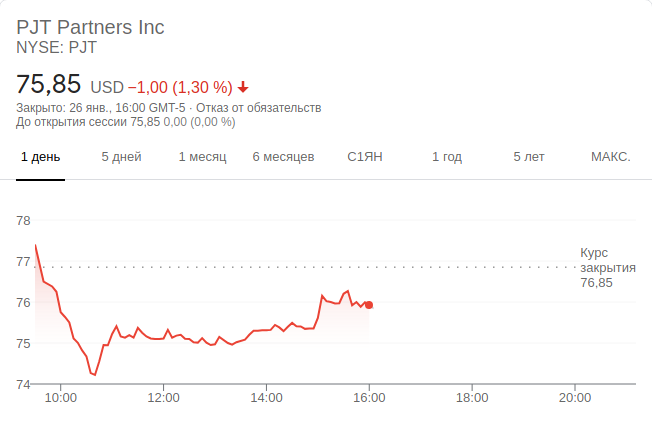 PJT Partners Inc
NYSE: PJT
75,85 USD −1,00 (1,30 %)
Закрыто: 26 янв., 16:00 GMT-5 · Отказ от обязательств
До открытия сессии 75,85 0,00 (0,00 %)
1 день 5 дней 1 месяц 6 месяцев С1ЯН 1 год 5 лет МАКС.
78
77
76
75
74
Курс
закрытия
76,85
10:00 12:00 14:00 16:00 18:00 20:00